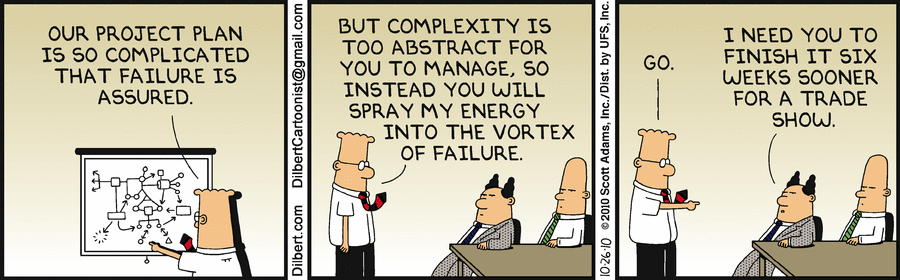 OUR PROJECT PLAN
IS SO COMPLICATED
THAT FAILURE IS
ASSURED.
Dilbert.com DilbertCartoonist@gmail.com
BUT COMPLEXITY IS
TOO ABSTRACT FOR
YOU TO MANAGE, SO
INSTEAD YOU WILL
SPRAY MY ENERGY
INTO THE VORTEX
OF FAILURE.
10-26-10 © 2010 Scott Adams, Inc./Dist. by UFS, Inc.
GO.
I NEED YOU TO
FINISH IT SIX
WEEKS SOONER
FOR A TRADE
SHOW.